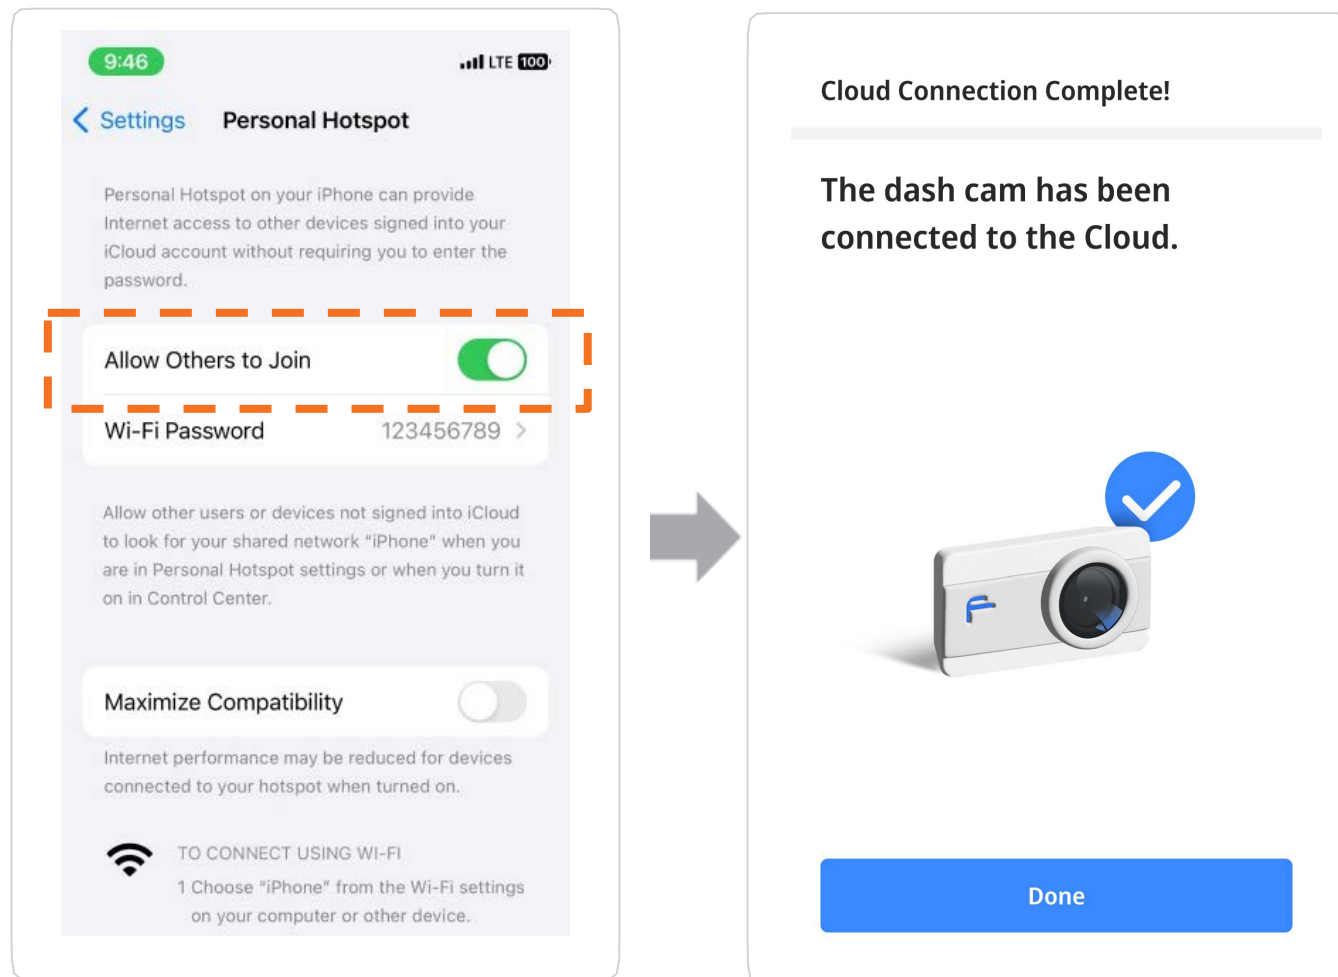 9:46
LTE 100
Settings
Personal Hotspot
Personal Hotspot on your iPhone can provide
Internet access to other devices signed into your
iCloud account without requiring you to enter the
password.
Allow Others to Join
Wi-Fi Password 123456789
Allow other users or devices not signed into iCloud
to look for your shared network “iPhone” when you
are in Personal Hotspot settings or when you turn it
on in Control Center.
Maximize Compatibility
Internet performance may be reduced for devices
connected to your hotspot when turned on.
TO CONNECT USING WI-FI
1 Choose “iPhone” from the Wi-Fi settings
on your computer or other device.
Cloud Connection Complete!
The dash cam has been
connected to the Cloud.
Done